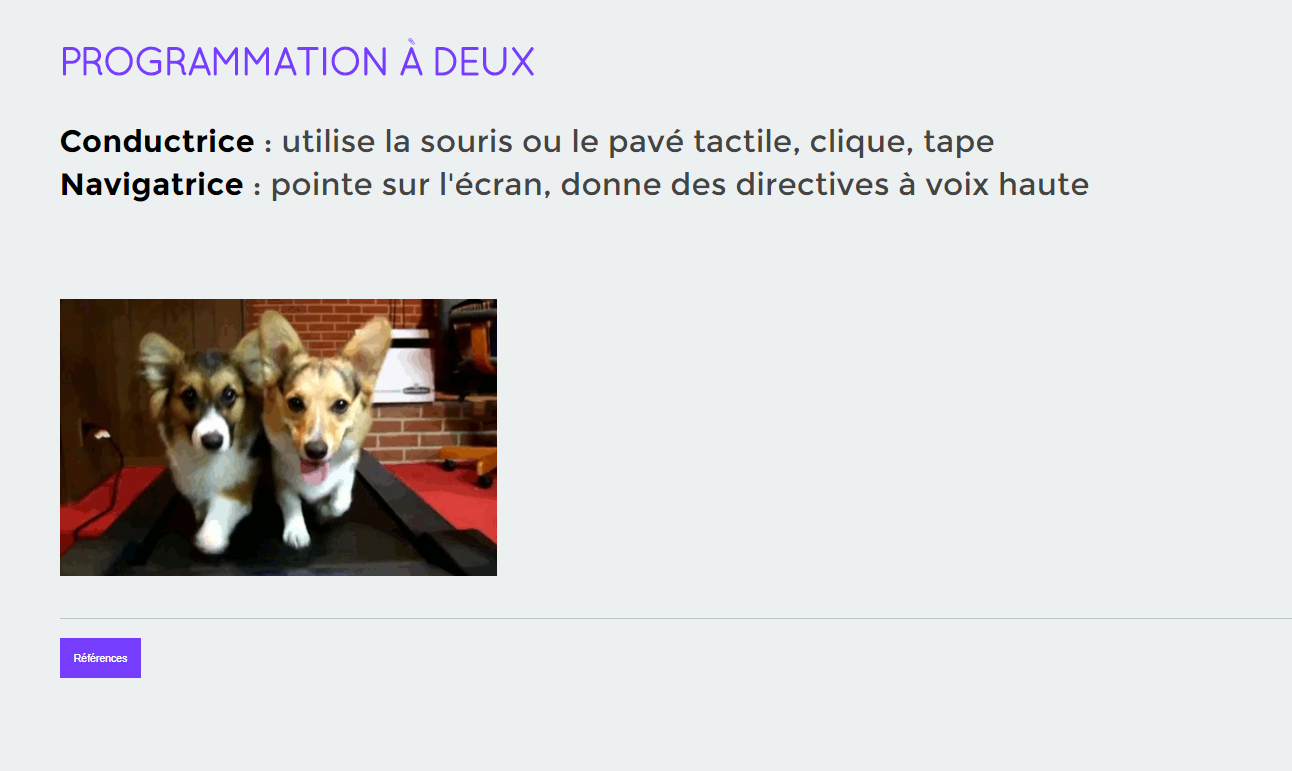 PROGRAMMATION À DEUX
Conductrice : utilise la souris ou le pavé tactile, clique, tape
Navigatrice : pointe sur l'écran, donne des directives à voix haute
Références